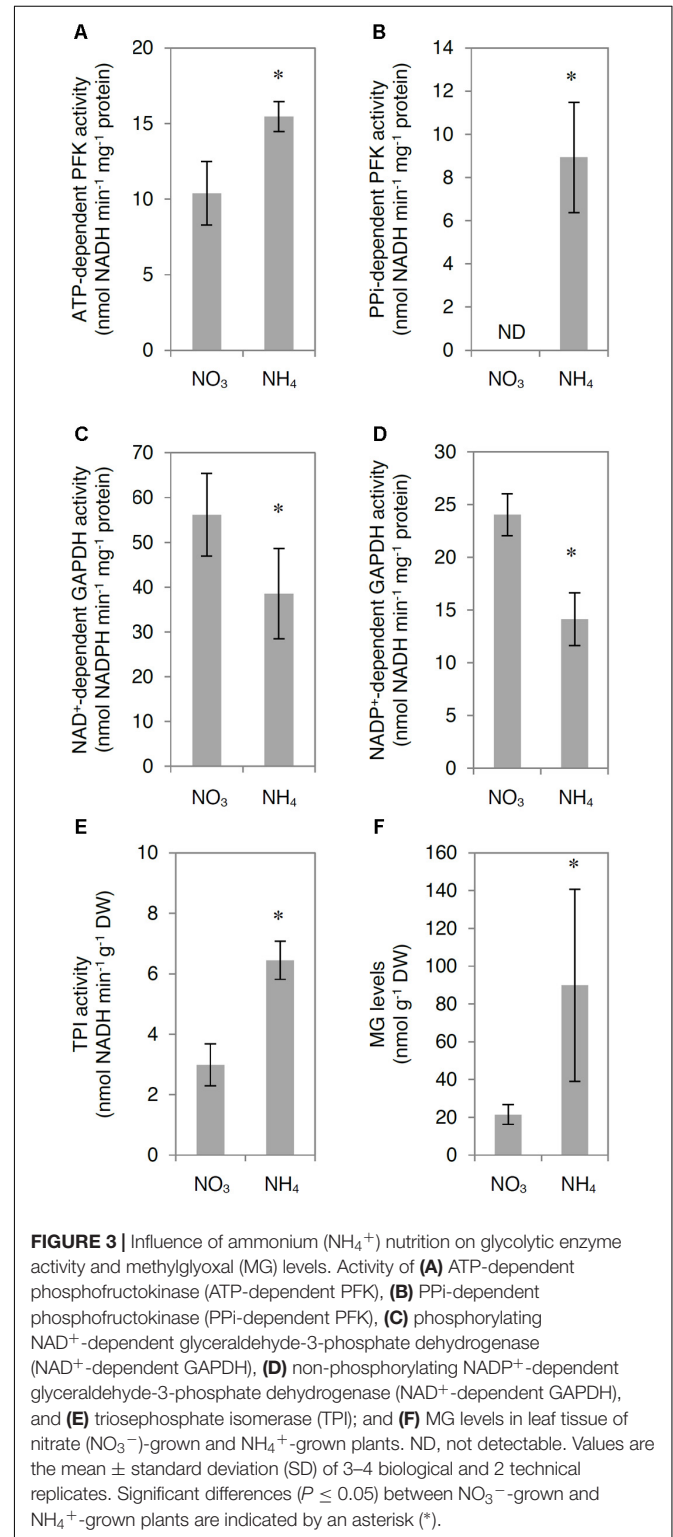 A
ATP-dependent PFK activity
(nmol NADH min-1 mg-1 protein)
20
15
10
5
0
*
NO3
NH4
B
PPi-dependent PFK activity
(nmol NADH min-1 mg-1 protein)
14
12
10
8
6
4
2
0
ND
*
NO3
NH4
C
NAD+-dependent GAPDH activity
(nmol NADPH min-1 mg-1 protein)
70
60
50
40
30
20
10
0
*
NO3
NH4
D
NADP+-dependent GAPDH activity
(nmol NADH min-1 mg-1 protein)
30
25
20
15
10
5
0
*
NO3
NH4
E
TPI activity
(nmol NADH min-1 g-1 DW)
10
8
6
4
2
0
*
NO3
NH4
F
MG levels
(nmol g-1 DW)
160
140
120
100
80
60
40
20
0
*
NO3
NH4
FIGURE 3 | Influence of ammonium (NH4+) nutrition on glycolytic enzyme
activity and methylglyoxal (MG) levels. Activity of (A) ATP-dependent
phosphofructokinase (ATP-dependent PFK), (B) PPi-dependent
phosphofructokinase (PPi-dependent PFK), (C) phosphorylating
NAD+-dependent glyceraldehyde-3-phosphate dehydrogenase
(NAD+-dependent GAPDH), (D) non-phosphorylating NADP+-dependent
glyceraldehyde-3-phosphate dehydrogenase (NAD+-dependent GAPDH),
and (E) triosephosphate isomerase (TPI); and (F) MG levels in leaf tissue of
nitrate (NO3−)-grown and NH4+-grown plants. ND, not detectable. Values are
the mean ± standard deviation (SD) of 3–4 biological and 2 technical
replicates. Significant differences (P ≤ 0.05) between NO3−-grown and
NH4+-grown plants are indicated by an asterisk (*).